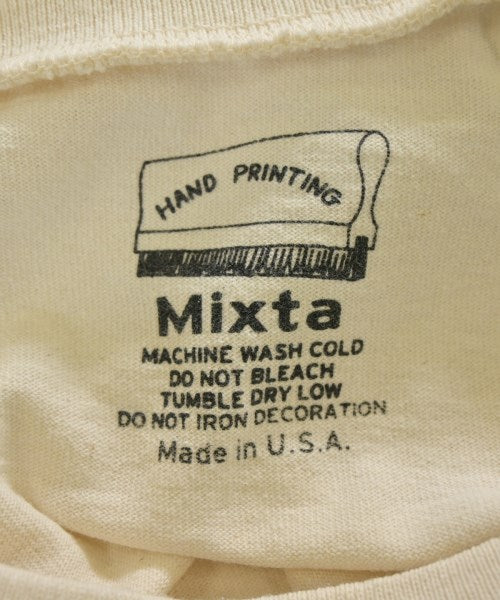 HAND PRINTING
Mixta
MACHINE WASH COLD
DO NOT BLEACH
TUMBLE DRY LOW
DO NOT IRON DECORATION
Made in U.S.A.